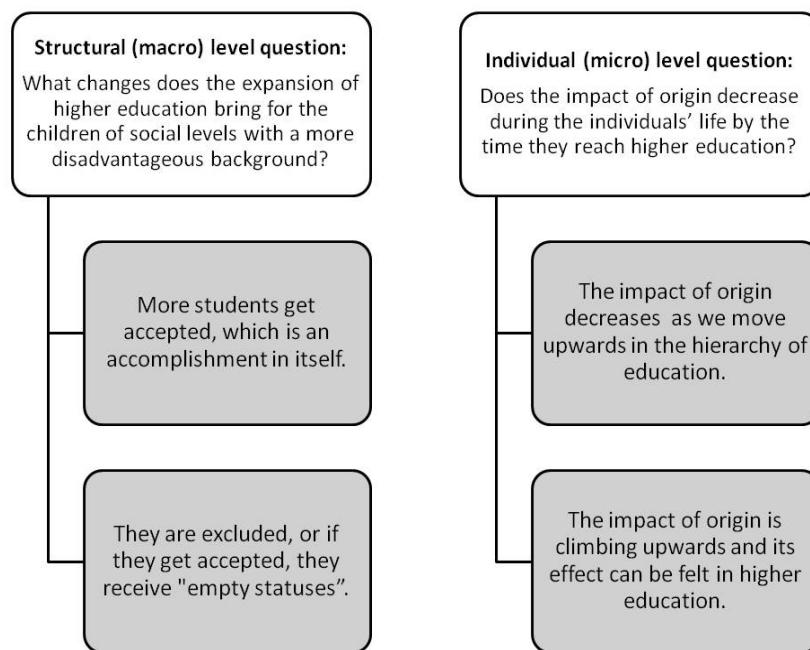 Structural (macro) level question:
What changes does the expansion of
higher education bring for the
children of social levels with a more
disadvantageous background?
More students get
accepted, which is an
accomplishment in itself.
They are excluded, or if
they get accepted, they
receive "empty statuses”.
Individual (micro) level question:
Does the impact of origin decrease
during the individuals’ life by the
time they reach higher education?
The impact of origin
decreases  as we move
upwards in the hierarchy of
education.
The impact of origin is
climbing upwards and its
effect can be felt in higher
education.